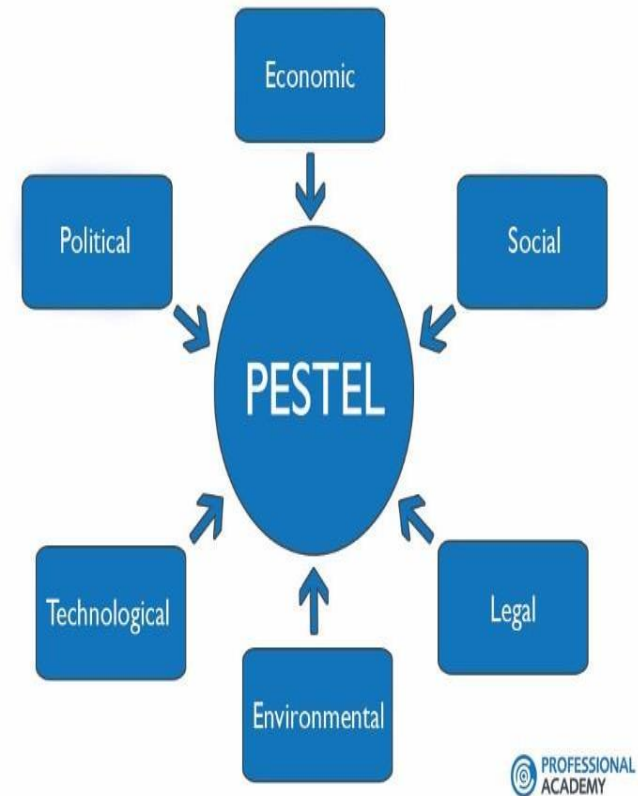 Economic
Political
Social
PESTEL
Technological
Legal
Environmental
PROFESSIONAL
ACADEMY